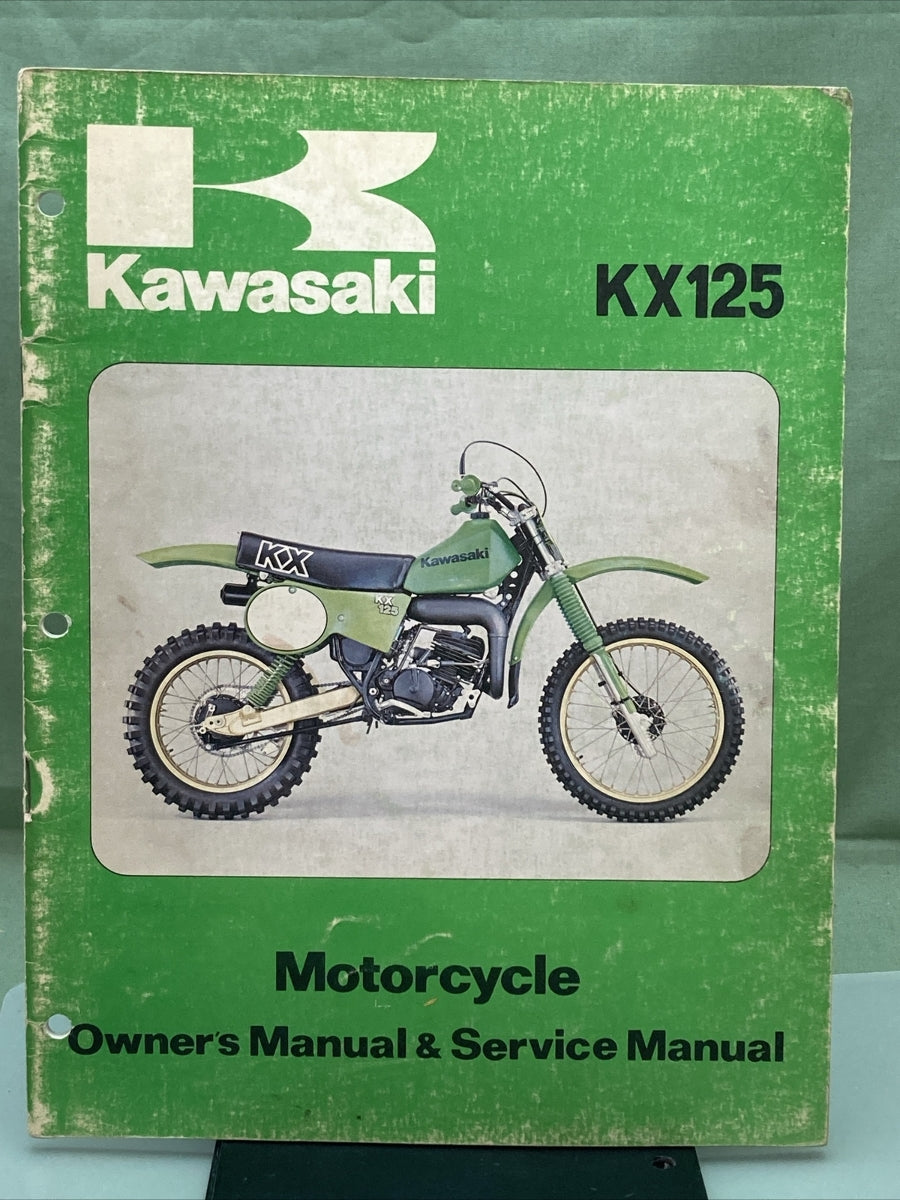 Kawasaki
KX125
KX
Kawasaki
KX
125
Motorcycle
Owner's Manual & Service Manual